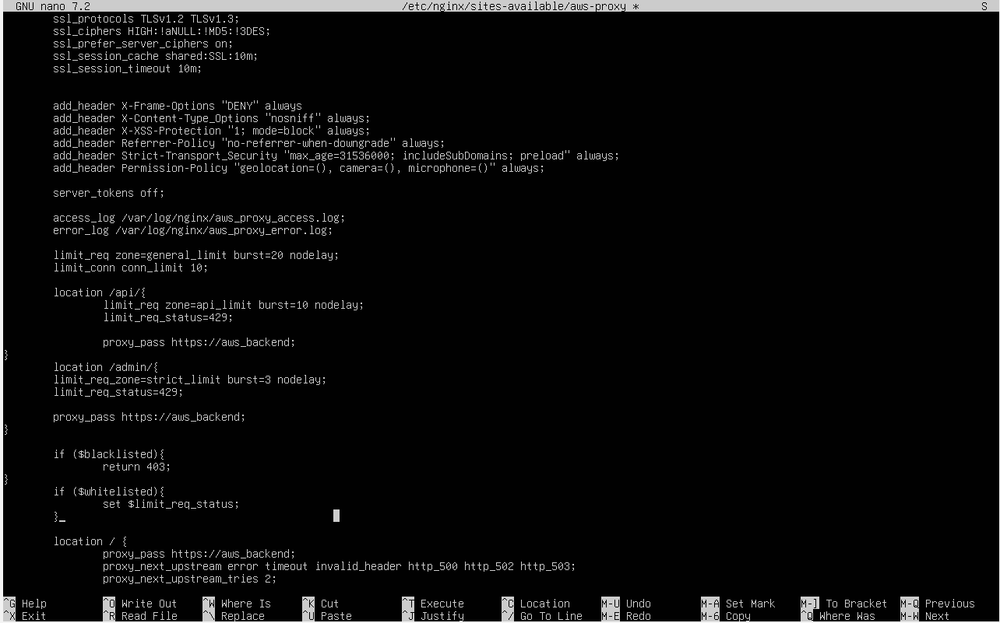 GNU nano 7.2 /etc/nginx/sites-available/aws-proxy * S
ssl_protocols TLSv1.2 TLSv1.3;
ssl_ciphers HIGH:!aNULL:!MD5:!3DES;
ssl_prefer_server_ciphers on;
ssl_session_cache shared:SSL:10m;
ssl_session_timeout 10m;
add_header X-Frame-Options "DENY" always
add_header X-Content-Type_Options "nosniff" always;
add_header X-XSS-Protection "1; mode=block" always;
add_header Referrer-Policy "no-referrer-when-downgrade" always;
add_header Strict-Transport_Security "max_age=31536000; includeSubDomains; preload" always;
add_header Permission-Policy "geolocation=(), camera=(), microphone=()" always;
server_tokens off;
access_log /var/log/nginx/aws_proxy_access.log;
error_log /var/log/nginx/aws_proxy_error.log;
limit_req zone=general_limit burst=20 nodelay;
limit_conn conn_limit 10;
location /api/{
limit_req zone=api_limit burst=10 nodelay;
limit_req_status=429;
proxy_pass https://aws_backend;
}
location /admin/{
limit_req_zone=strict_limit burst=3 nodelay;
limit_req_status=429;
proxy_pass https://aws_backend;
}
if ($blacklisted){
return 403;
}
if ($whitelisted){
set $limit_req_status;
}_
location / {
proxy_pass https://aws_backend;
proxy_next_upstream error timeout invalid_header http_500 http_502 http_503;
proxy_next_upstream_tries 2;
^G Help ^O Write Out ^W Where Is ^K Cut ^T Execute ^C Location M-U Undo M-A Set Mark M-] To Bracket M-Q Previous
^X Exit ^R Read File ^\ Replace ^U Paste ^J Justify ^/ Go To Line M-E Redo M-6 Copy ^Q Where Was M-W Next